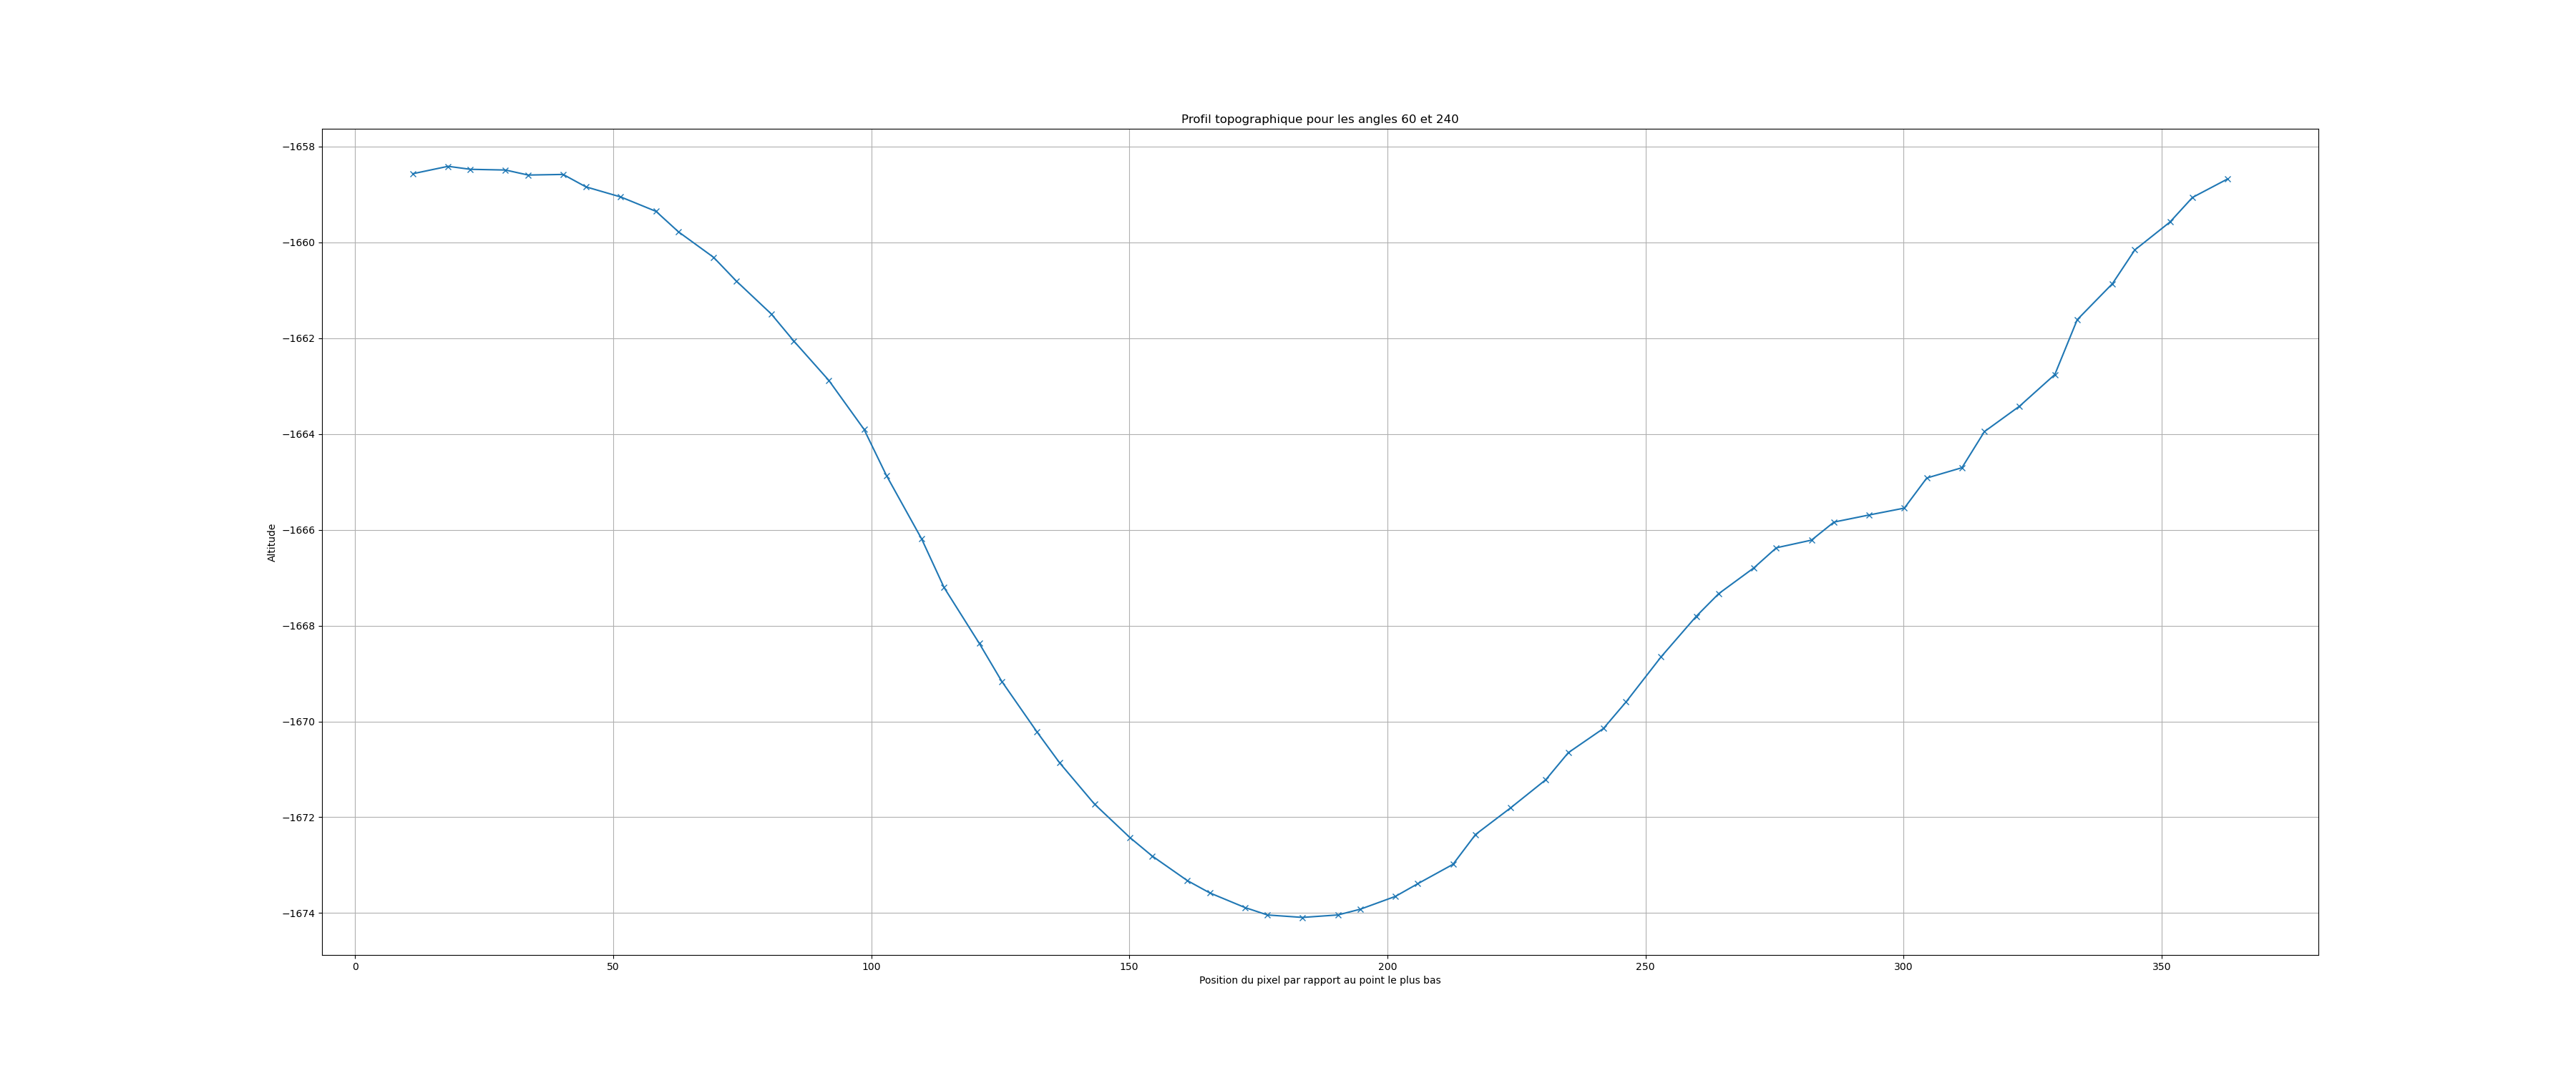 Profil topographique pour les angles 60 et 240
−1658
−1660
−1662
−1664
−1666
−1668
−1670
−1672
−1674
Altitude
0 50 100 150 200 250 300 350
Position du pixel par rapport au point le plus bas